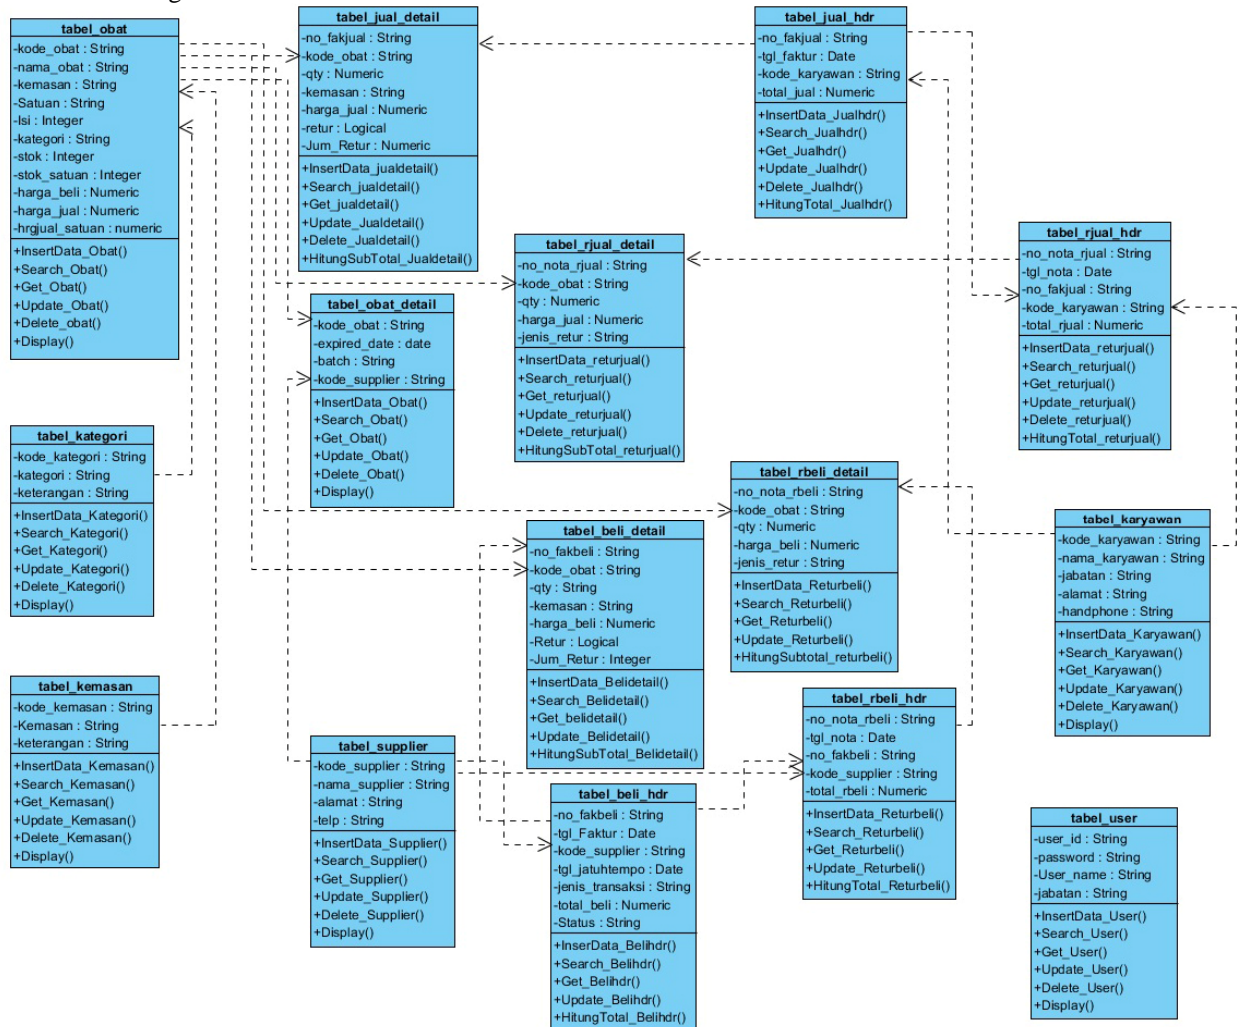 tabel_obat
-kode_obat : String
-nama_obat : String
-kemasan : String
-Satuan : String
-Isi : Integer
-kategori : String
-stok : Integer
-stok_satuan : Integer
-harga_beli : Numeric
-harga_jual : Numeric
-hrgjual_satuan : numeric
+InsertData_Obat()
+Search_Obat()
+Get_Obat()
+Update_Obat()
+Delete_obat()
+Display()
tabel_jual_detail
-no_fakjual : String
-kode_obat : String
-qty : Numeric
-kemasan : String
-harga_jual : Numeric
-retur : Logical
-Jum_Retur : Numeric
+InsertData_jualdetail()
+Search_jualdetail()
+Get_jualdetail()
+Update_Jualdetail()
+Delete_Jualdetail()
+HitungSubTotal_Jualdetail()
tabel_jual_hdr
-no_fakjual : String
-tgl_faktur : Date
-kode_karyawan : String
-total_jual : Numeric
+InsertData_Jualhdr()
+Search_Jualhdr()
+Get_Jualhdr()
+Update_Jualhdr()
+Delete_Jualhdr()
+HitungTotal_Jualhdr()
tabel_rjual_hdr
-no_nota_rjual : String
-tgl_nota : Date
-no_fakjual : String
-kode_karyawan : String
-total_rjual : Numeric
+InsertData_returjual()
+Search_returjual()
+Get_returjual()
+Update_returjual()
+Delete_returjual()
+HitungTotal_returjual()
tabel_rjual_detail
-no_nota_rjual : String
-kode_obat : String
-qty : Numeric
-harga_jual : Numeric
-jenis_retur : String
+InsertData_returjual()
+Search_returjual()
+Get_returjual()
+Update_returjual()
+Delete_returjual()
+HitungSubTotal_returjual()
tabel_obat_detail
-kode_obat : String
-expired_date : date
-batch : String
-kode_supplier : String
+InsertData_Obat()
+Search_Obat()
+Get_Obat()
+Update_Obat()
+Delete_Obat()
+Display()
tabel_kategori
-kode_kategori : String
-kategori : String
-keterangan : String
+InsertData_Kategori()
+Search_Kategori()
+Get_Kategori()
+Update_Kategori()
+Delete_Kategori()
+Display()
tabel_rbeli_detail
-no_nota_rbeli : String
-kode_obat : String
-qty : Numeric
-harga_beli : Numeric
-jenis_retur : String
+InsertData_Returbeli()
+Search_Returbeli()
+Get_Returbeli()
+Update_Returbeli()
+HitungSubtotal_returbeli()
tabel_karyawan
-kode_karyawan : String
-nama_karyawan : String
-jabatan : String
-alamat : String
-handphone : String
+InsertData_Karyawan()
+Search_Karyawan()
+Get_Karyawan()
+Update_Karyawan()
+Delete_Karyawan()
+Display()
tabel_beli_detail
-no_fakbeli : String
-kode_obat : String
-qty : String
-kemasan : String
-harga_beli : Numeric
-Retur : Logical
-Jum_Retur : Integer
+InsertData_Belidetail()
+Search_Belidetail()
+Get_belidetail()
+Update_Belidetail()
+HitungSubTotal_Belidetail()
tabel_kemasan
-kode_kemasan : String
-Kemasan : String
-keterangan : String
+InsertData_Kemasan()
+Search_Kemasan()
+Get_Kemasan()
+Update_Kemasan()
+Delete_Kemasan()
+Display()
tabel_supplier
-kode_supplier : String
-nama_supplier : String
-alamat : String
-telp : String
+InsertData_Supplier()
+Search_Supplier()
+Get_Supplier()
+Update_Supplier()
+Delete_Supplier()
+Display()
tabel_rbeli_hdr
-no_nota_rbeli : String
-tgl_nota : Date
-no_fakbeli : String
-kode_supplier : String
-total_rbeli : Numeric
+InsertData_Returbeli()
+Search_Returbeli()
+Get_Returbeli()
+Update_Returbeli()
+HitungTotal_Returbeli()
tabel_beli_hdr
-no_fakbeli : String
-tgl_Faktur : Date
-kode_supplier : String
-tgl_jatuhtempo : Date
-jenis_transaksi : String
-total_beli : Numeric
-Status : String
+InserData_Belihdr()
+Search_Belihdr()
+Get_Belihdr()
+Update_Belihdr()
+HitungTotal_Belihdr()
tabel_user
-user_id : String
-password : String
-User_name : String
-jabatan : String
+InsertData_User()
+Search_User()
+Get_User()
+Update_User()
+Delete_User()
+Display()